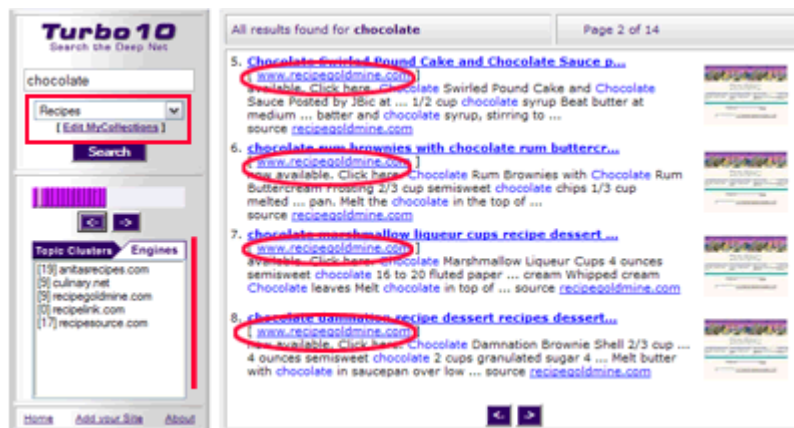 Turbo10
Search the Deep Net
chocolate
Recipes
[ Edit MyCollections ]
Search
<- ->
Topic Clusters Engines
[19] anitasrecipes.com
[9] culinary.net
[9] recipegoldmine.com
[0] recipelink.com
[17] recipesource.com
Home Add your Site About
All results found for chocolate Page 2 of 14
5. Chocolate Swirled Pound Cake and Chocolate Sauce p...
[ www.recipegoldmine.com ]
available. Click here. Chocolate Swirled Pound Cake and Chocolate
Sauce Posted by JBic at ... 1/2 cup chocolate syrup Beat butter at
medium ... batter and chocolate syrup, stirring to ...
source recipegoldmine.com
6. chocolate rum brownies with chocolate rum buttercr...
[ www.recipegoldmine.com ]
now available. Click here. Chocolate Rum Brownies with Chocolate Rum
Buttercream Frosting 2/3 cup semisweet chocolate chips 1/3 cup
melted ... pan. Melt the chocolate in the top of ...
source recipegoldmine.com
7. chocolate marshmallow liqueur cups recipe dessert ...
[ www.recipegoldmine.com ]
available. Click here. Chocolate Marshmallow Liqueur Cups 4 ounces
semisweet chocolate 16 to 20 fluted paper ... cream Whipped cream
Chocolate leaves Melt chocolate in top of ... source recipegoldmine.com
8. chocolate damnation recipe dessert recipes dessert...
[ www.recipegoldmine.com ]
now available. Click here. Chocolate Damnation Brownie Shell 2/3 cup ...
4 ounces semisweet chocolate 2 cups granulated sugar 4 ... Melt butter
with chocolate in saucepan over low ... source recipegoldmine.com
<- ->